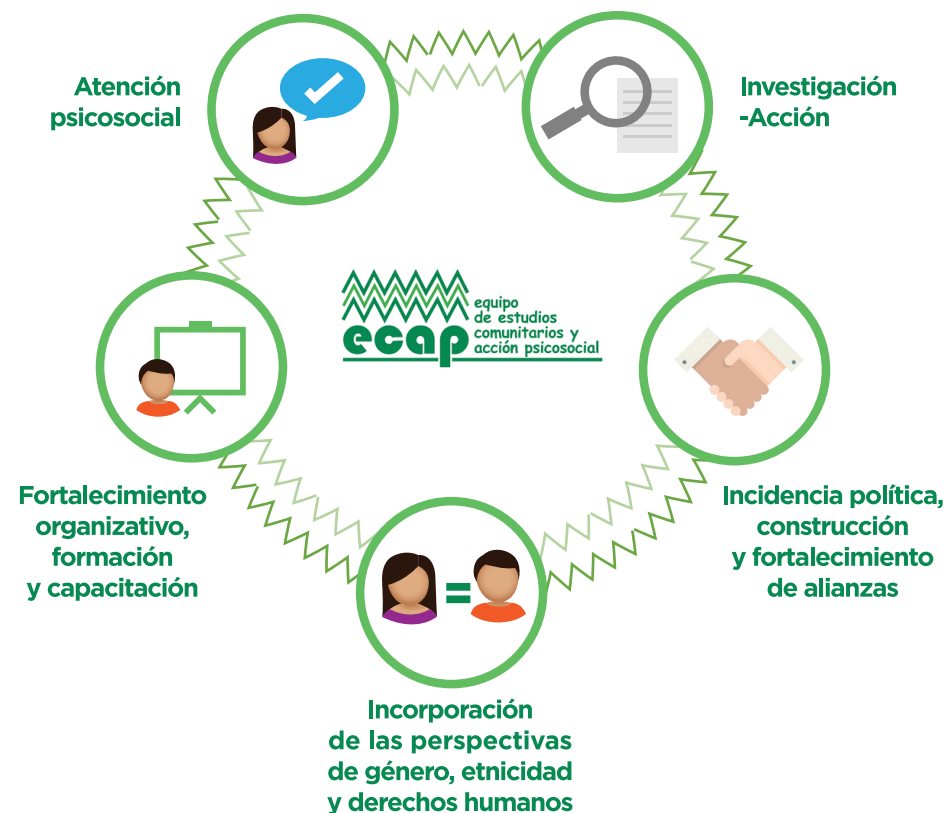 Atención
psicosocial
Investigación
-Acción
ecap
equipo
de estudios
comunitarios y
acción psicosocial
Fortalecimiento
organizativo,
formación
y capacitación
Incidencia política,
construcción
y fortalecimiento
de alianzas
=
Incorporación
de las perspectivas
de género, etnicidad
y derechos humanos